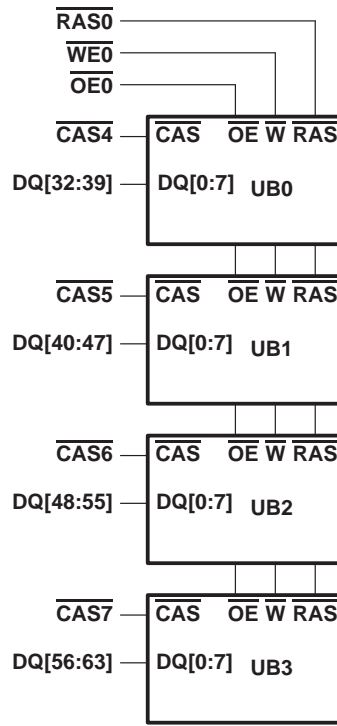 RAS0
WE0
OE0
CAS4 CAS OE W RAS
DQ[32:39] DQ[0:7] UB0
CAS5 CAS OE W RAS
DQ[40:47] DQ[0:7] UB1
CAS6 CAS OE W RAS
DQ[48:55] DQ[0:7] UB2
CAS7 CAS OE W RAS
DQ[56:63] DQ[0:7] UB3